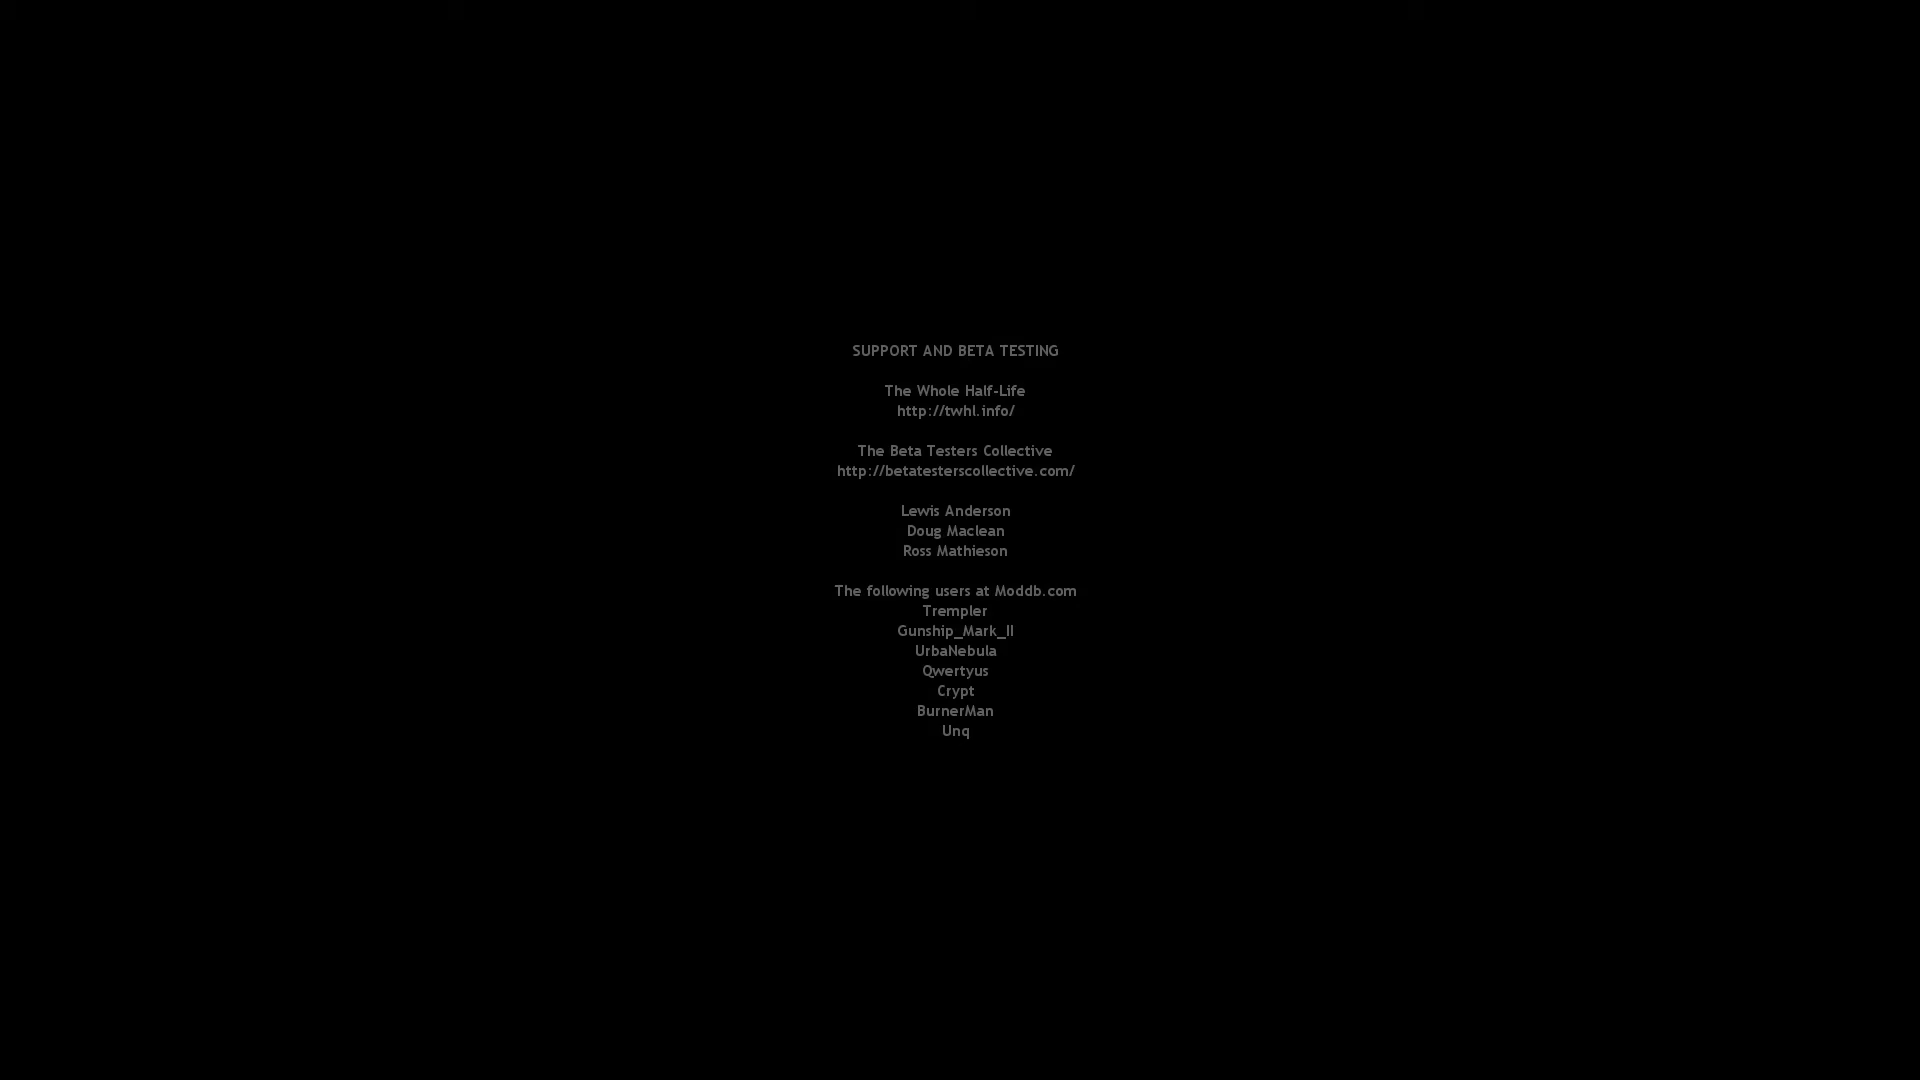 SUPPORT AND BETA TESTING
The Whole Half-Life
http://twhl.info/
The Beta Testers Collective
http://betatesterscollective.com/
Lewis Anderson
Doug Maclean
Ross Mathieson
The following users at Moddb.com
Trempler
Gunship_Mark_II
UrbaNebula
Qwertyus
Crypt
BurnerMan
Unq